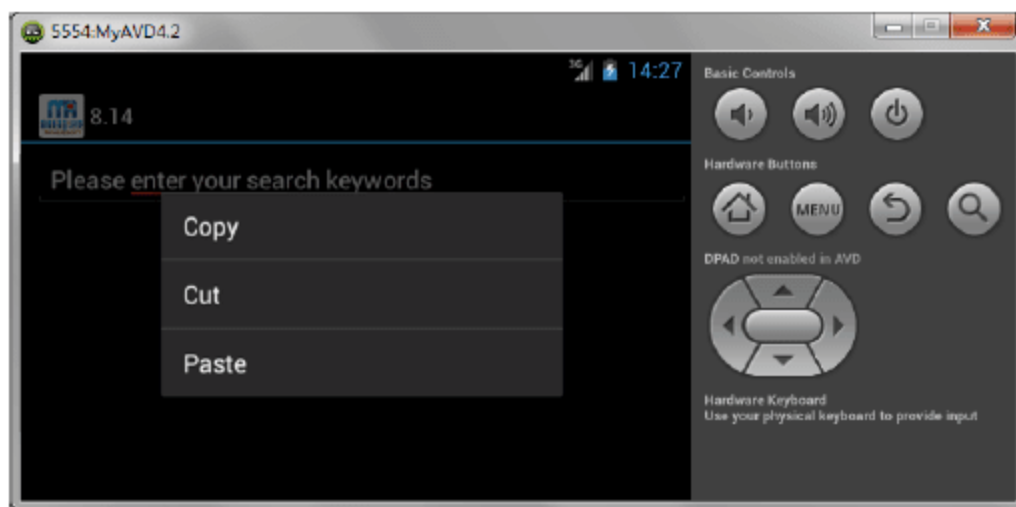 5554:MyAVD4.2
3G 14:27
8.14
Please enter your search keywords
Copy
Cut
Paste
Basic Controls
Hardware Buttons
MENU
DPAD not enabled in AVD
Hardware Keyboard
Use your physical keyboard to provide input